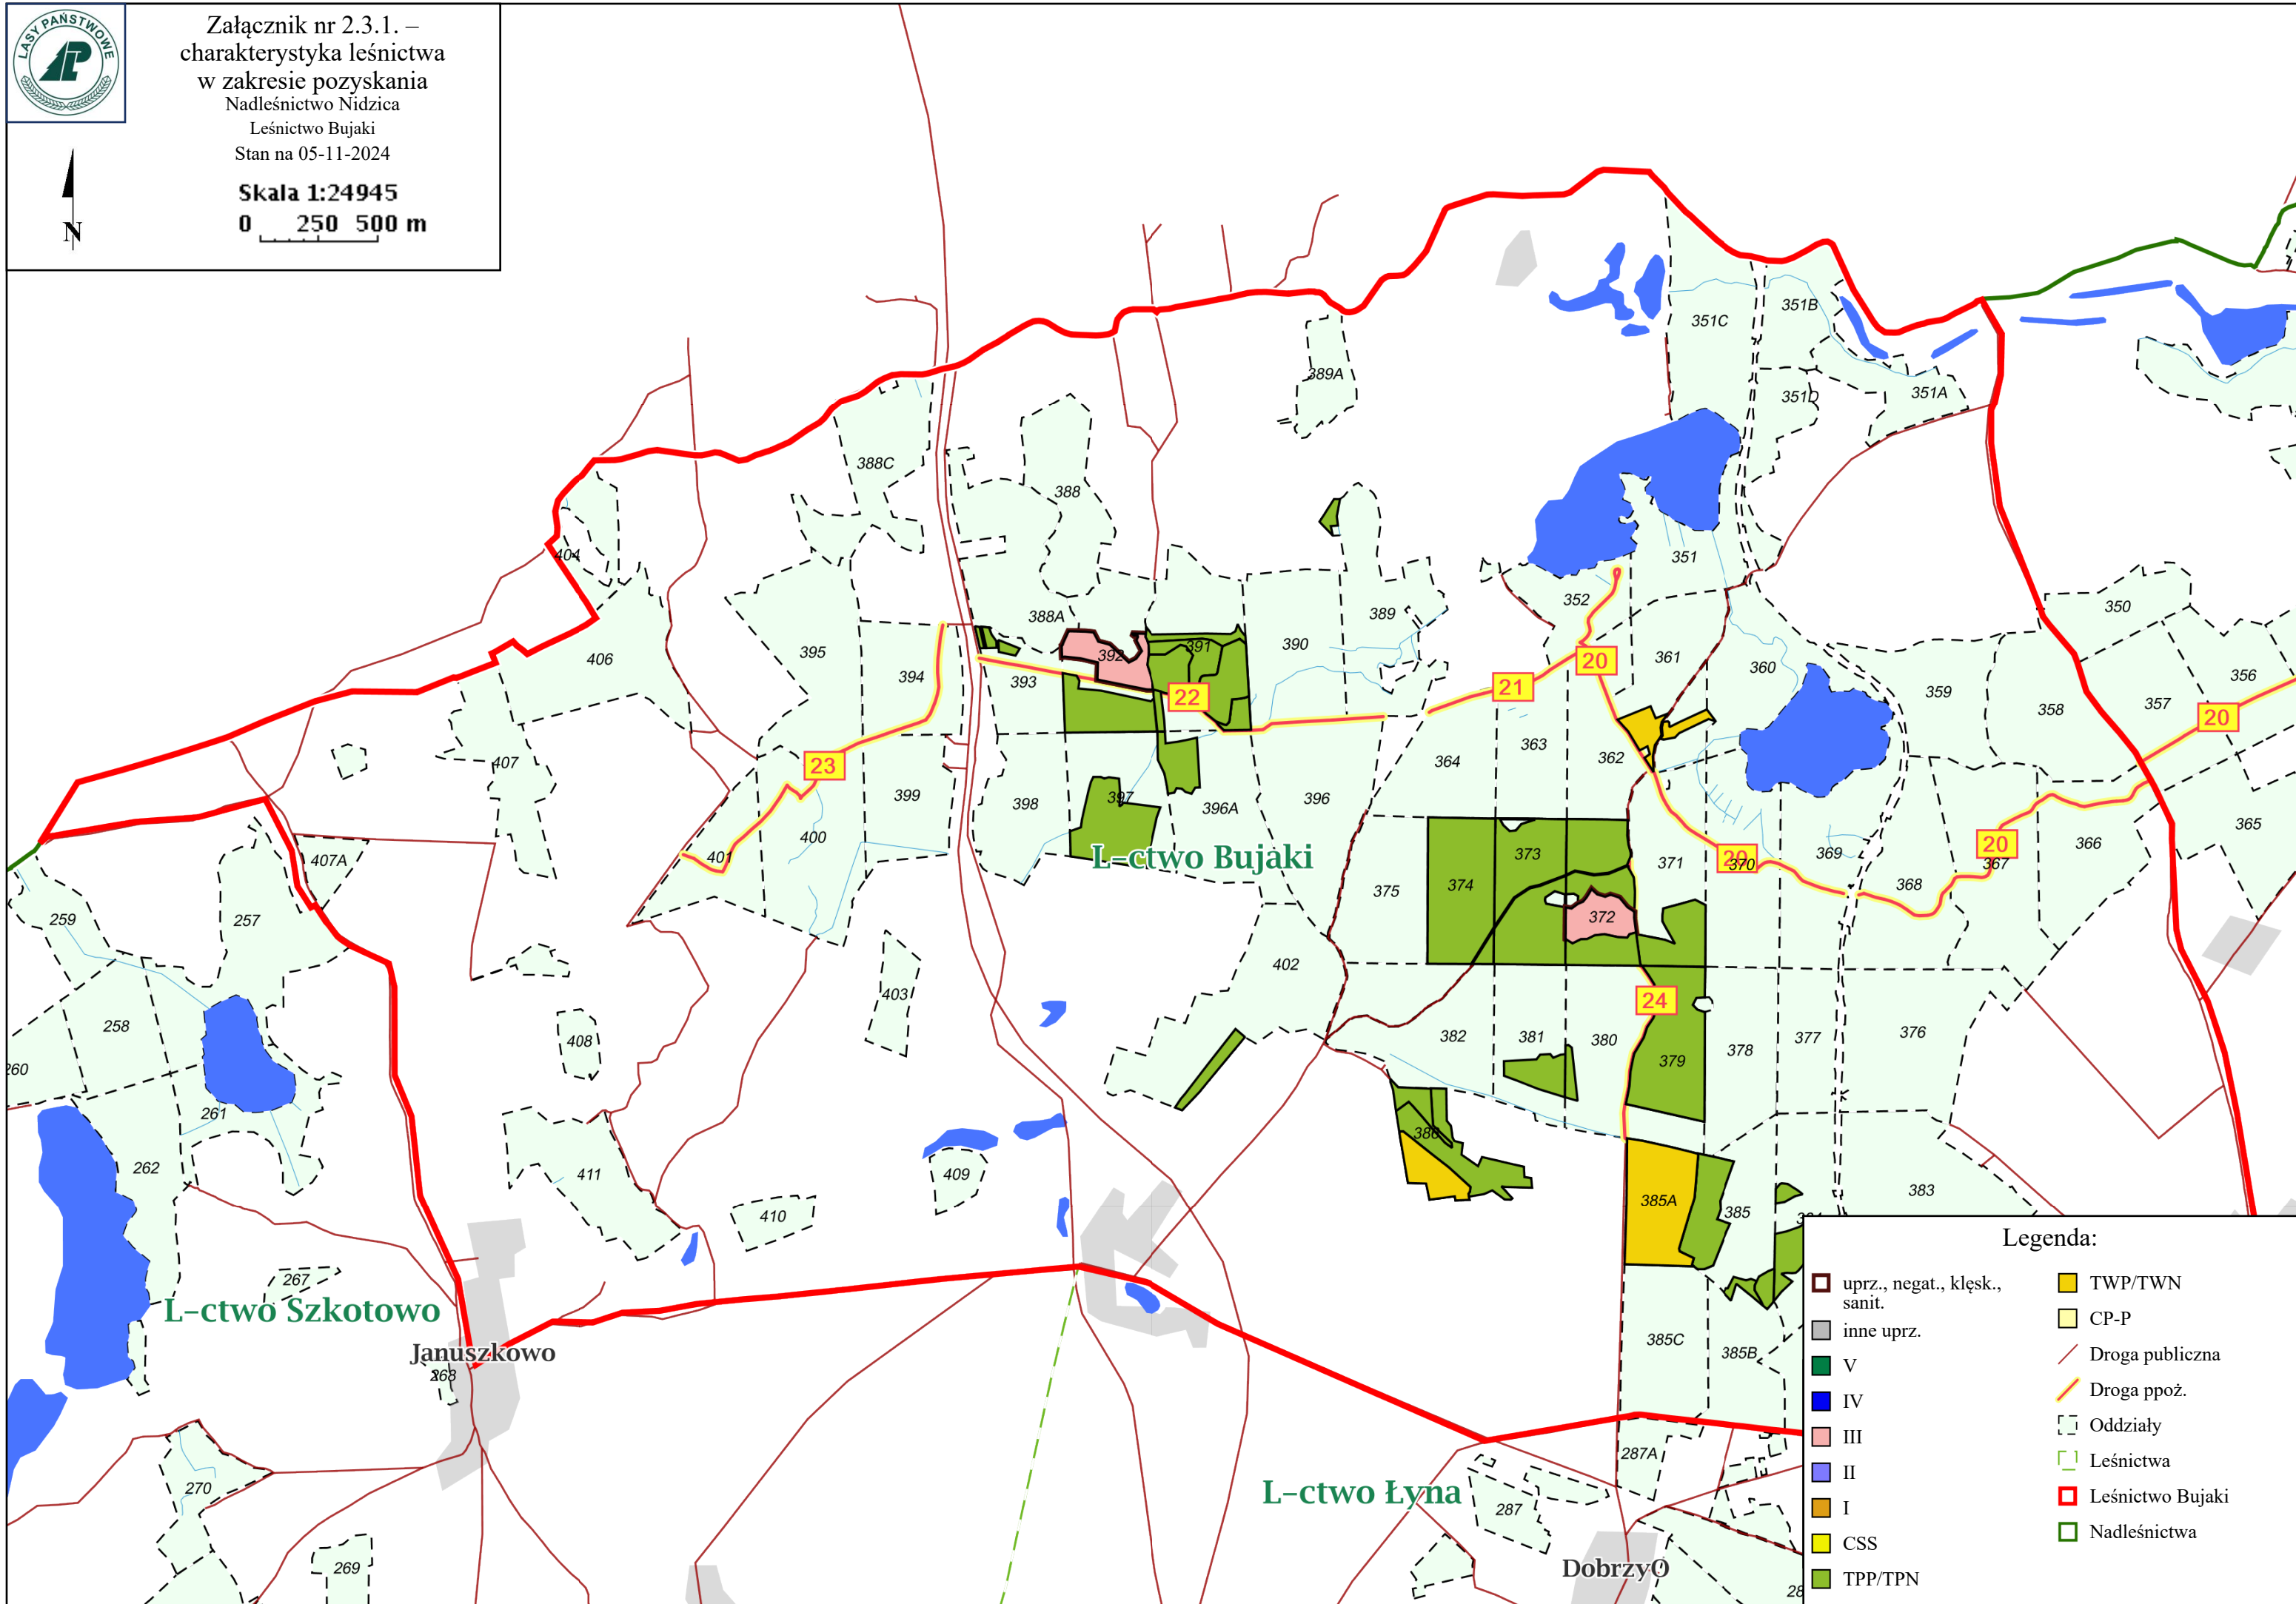 LASY PAŃSTWOWE
Załącznik nr 2.3.1. –
charakterystyka leśnictwa
w zakresie pozyskania
Nadleśnictwo Nidzica
Leśnictwo Bujaki
Stan na 05-11-2024
Skala 1:24945
0 250 500 m
N
351B
351C
389A
351D
351A
388C
388
404
351
352
350
388A
389
395
406
392
391
390
361
360
20
394
393
359
356
21
22
358
357
20
407
23
364
363
362
399
398
397
396A
396
400
401
L-ctwo Bujaki
373
371
20
370
369
20
367
366
365
407A
374
375
368
259
257
372
402
403
24
258
408
382
381
380
379
378
377
376
260
261
386
262
411
409
385A
385
383
410
267
L-ctwo Szkotowo
Januszkowo
268
385C
385B
287A
L-ctwo Łyna
287
270
269
DobrzyO
28
Legenda:
uprz., negat., klęsk.,
sanit.
inne uprz.
V
IV
III
II
I
CSS
TPP/TPN
TWP/TWN
CP-P
Droga publiczna
Droga ppoż.
Oddziały
Leśnictwa
Leśnictwo Bujaki
Nadleśnictwa